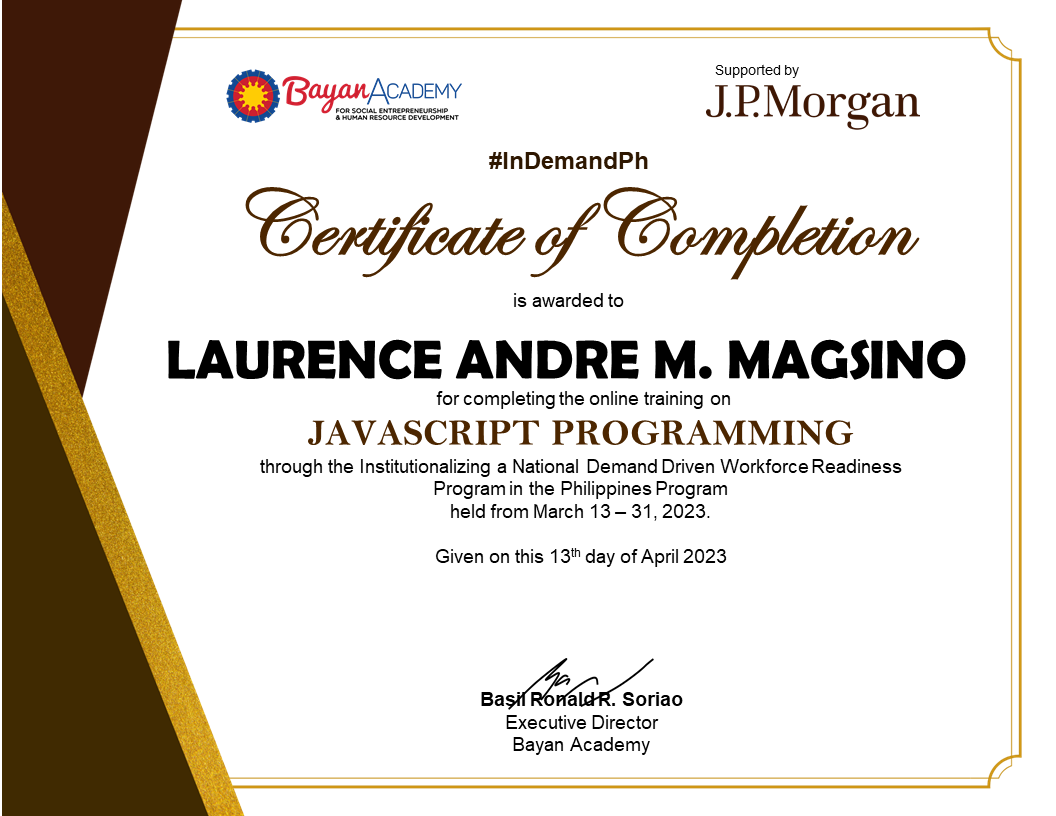 Bayan ACADEMY
FOR SOCIAL ENTREPRENEURSHIP
& HUMAN RESOURCE DEVELOPMENT
Supported by
J.P.Morgan
#InDemandPh
Certificate of Completion
is awarded to
LAURENCE ANDRE M. MAGSINO
for completing the online training on
JAVASCRIPT PROGRAMMING
through the Institutionalizing a National Demand Driven Workforce Readiness
Program in the Philippines Program
held from March 13 – 31, 2023.
Given on this 13th day of April 2023
Basil Ronald R. Soriao
Executive Director
Bayan Academy